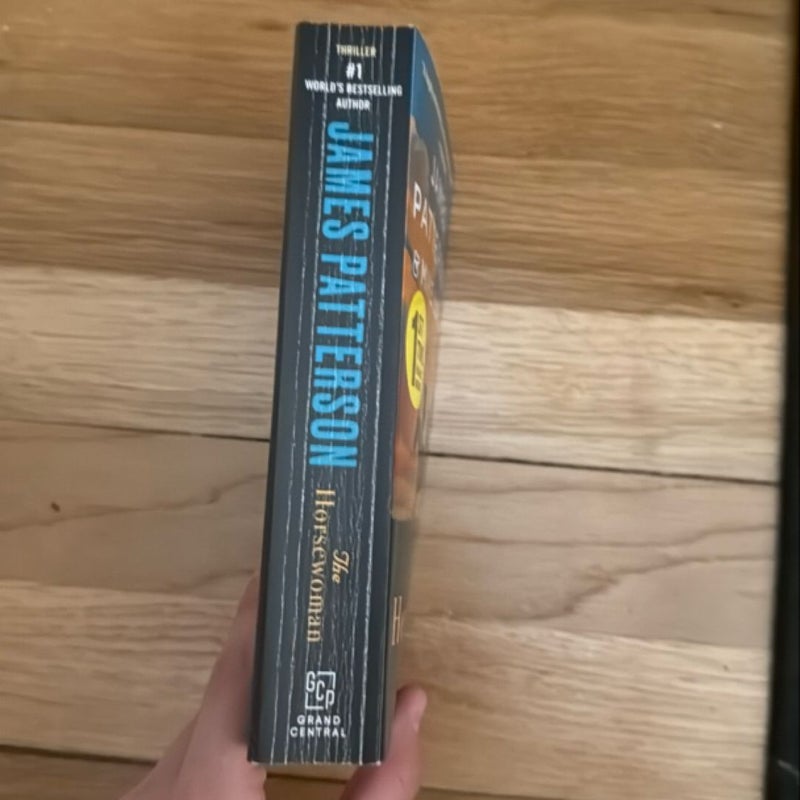 THRILLER
#1
WORLD'S BESTSELLING
AUTHOR
JAMES PATTERSON
The
Horsewoman
GCP
GRAND
CENTRAL